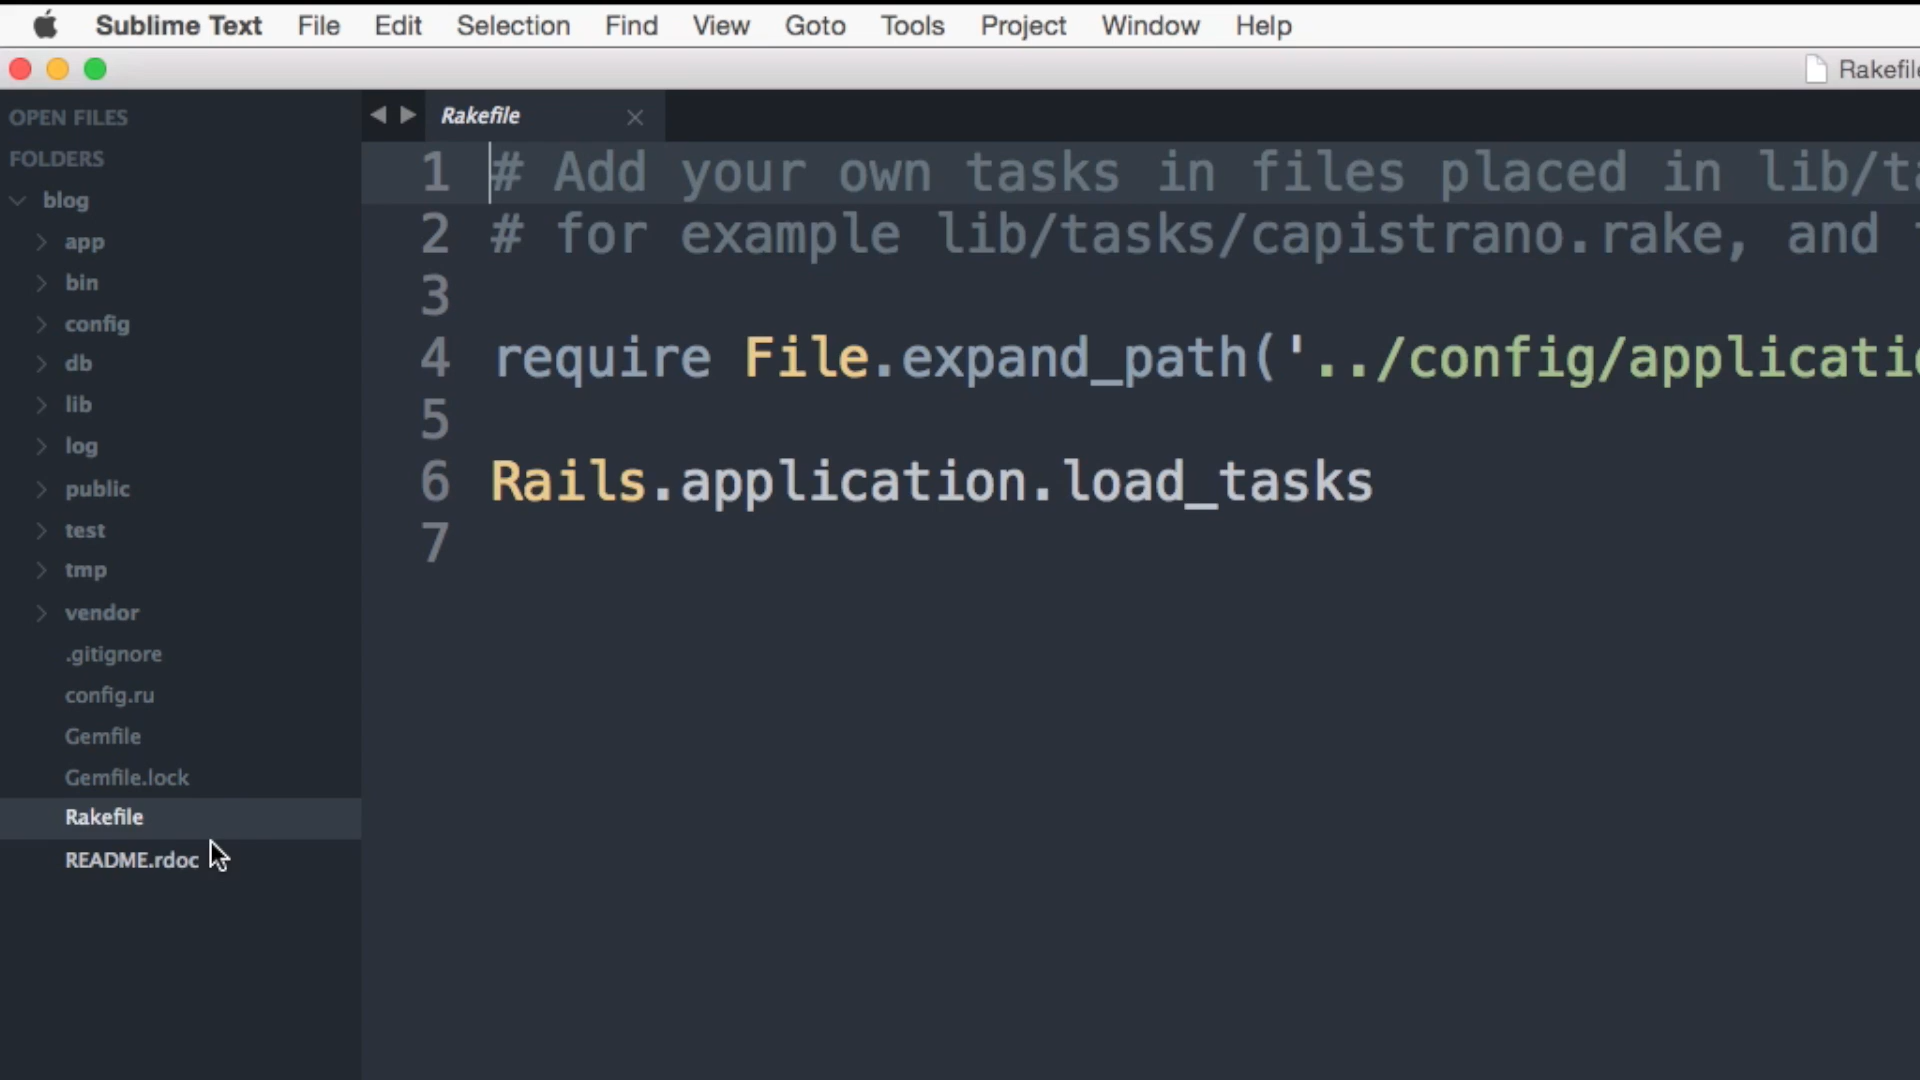 Sublime Text File Edit Selection Find View Goto Tools Project Window Help
Rakefile
OPEN FILES
FOLDERS
blog
app
bin
config
db
lib
log
public
test
tmp
vendor
.gitignore
config.ru
Gemfile
Gemfile.lock
Rakefile
README.rdoc
Rakefile
1 # Add your own tasks in files placed in lib/ta
2 # for example lib/tasks/capistrano.rake, and
3
4 require File.expand_path('../config/applicatio
5
6 Rails.application.load_tasks
7